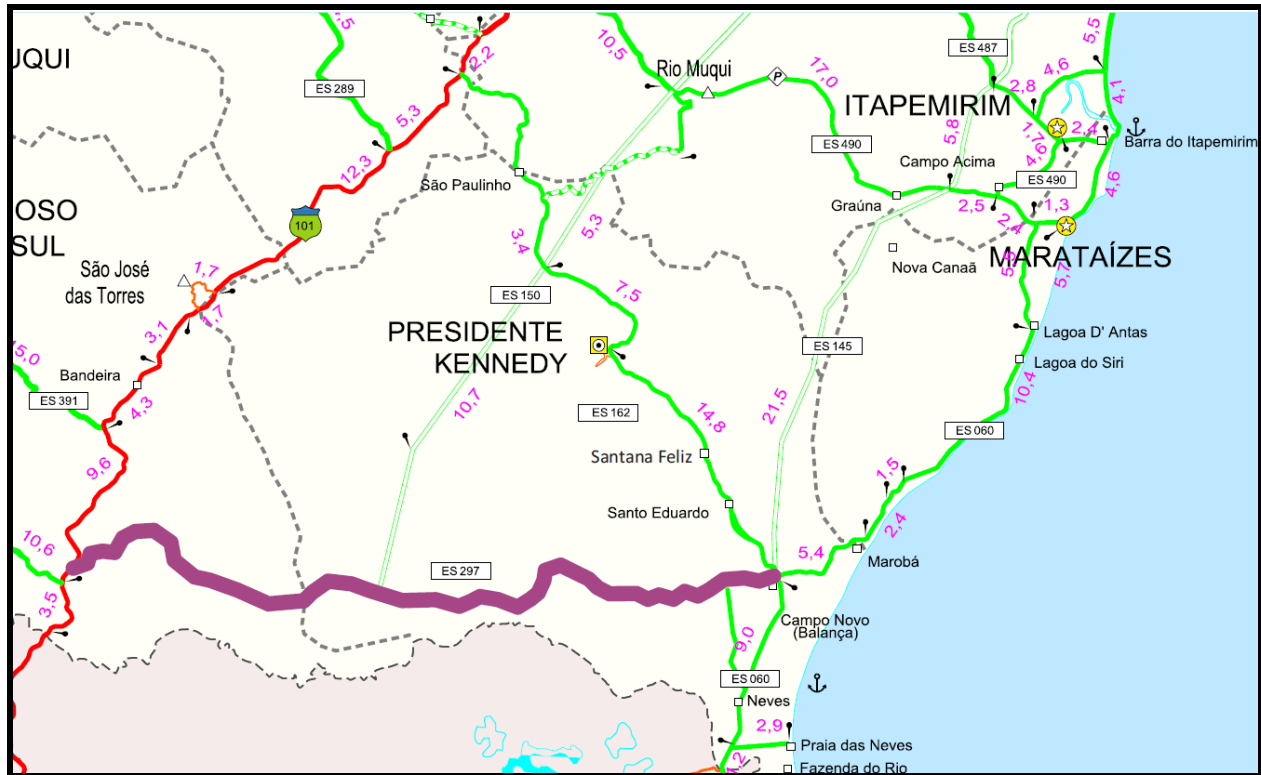 UQUI
ES 289
,5
2,2
10,5
Rio Muqui
P
17,0
ES 487
5,5
4,6
2,8
4,1
ITAPEMIRIM
1,7
2,4
Barra do Itapemirim
5,3
12,3
São Paulinho
ES 490
5,8
Campo Acima
4,6
ES 490
4,6
Graúna
2,5
2,4
1,3
OSO
SUL
101
3,4
5,3
Nova Canaã
MARATAÍZES
5,7
São José
das Torres
1,7
1,7
7,5
ES 150
3,1
PRESIDENTE
KENNEDY
ES 145
Lagoa D' Antas
Lagoa do Siri
15,0
Bandeira
ES 391
4,3
10,7
ES 162
14,8
21,5
10,4
ES 060
9,6
Santana Feliz
1,5
Santo Eduardo
2,4
10,6
5,4
Marobá
ES 297
3,5
Campo Novo
(Balança)
9,0
ES 060
Neves
2,9
Praia das Neves
Fazenda do Rio